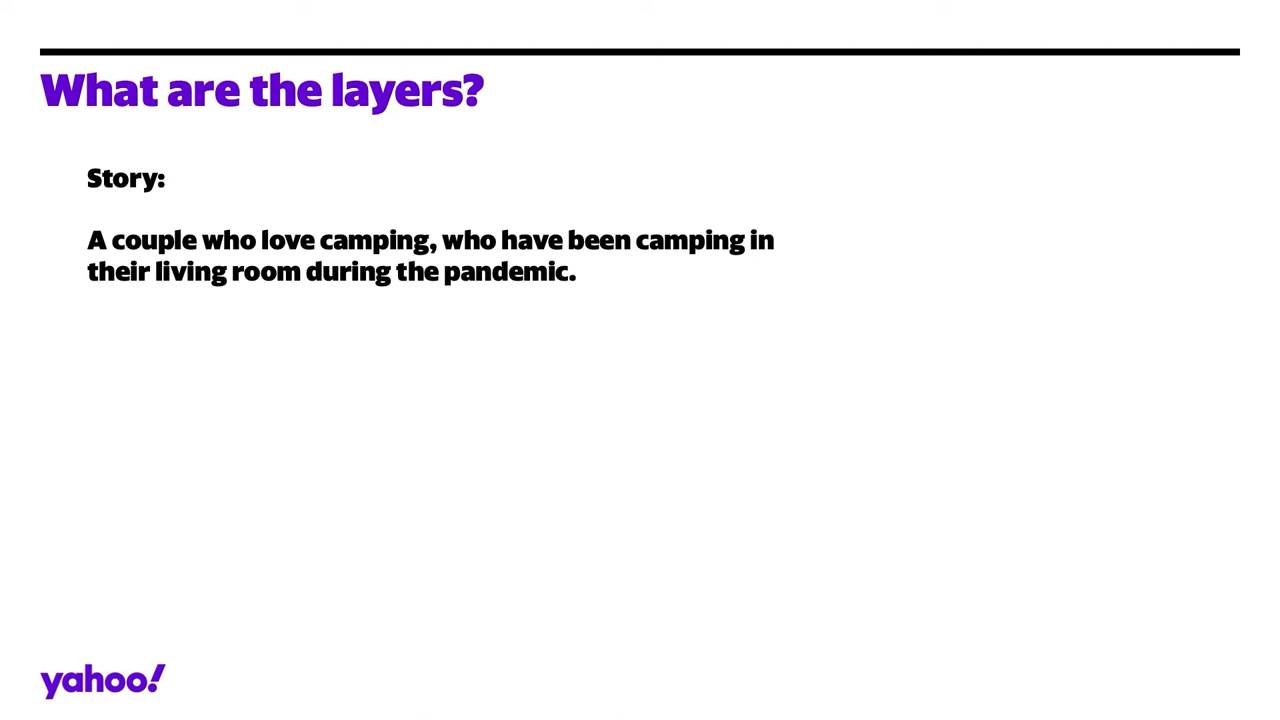 What are the layers?
Story:
A couple who love camping, who have been camping in
their living room during the pandemic.
yahoo!